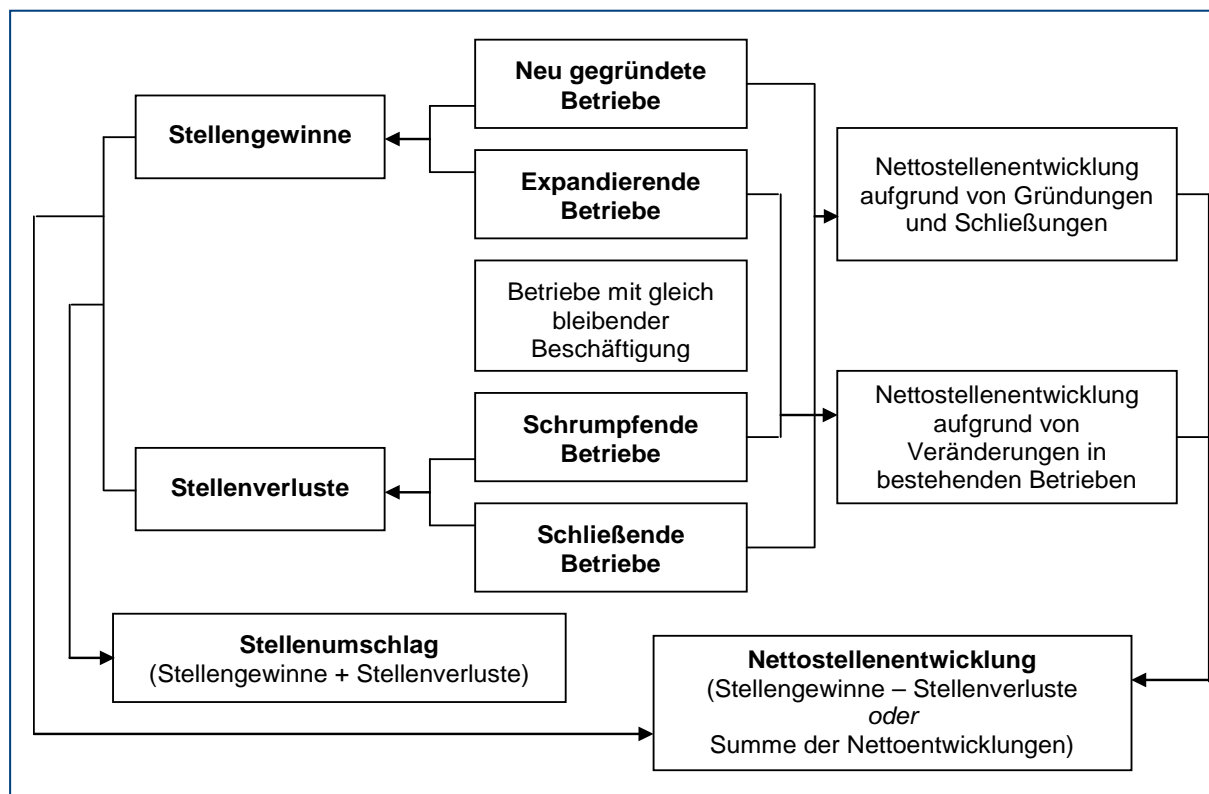 Neu gegründete
Betriebe
Stellengewinne
Expandierende
Betriebe
Nettostellenentwicklung
aufgrund von Gründungen
und Schließungen
Betriebe mit gleich
bleibender
Beschäftigung
Schrumpfende
Betriebe
Nettostellenentwicklung
aufgrund von
Veränderungen in
bestehenden Betrieben
Stellenverluste
Schließende
Betriebe
Stellenumschlag
(Stellengewinne + Stellenverluste)
Nettostellenentwicklung
(Stellengewinne – Stellenverluste
oder
Summe der Nettoentwicklungen)